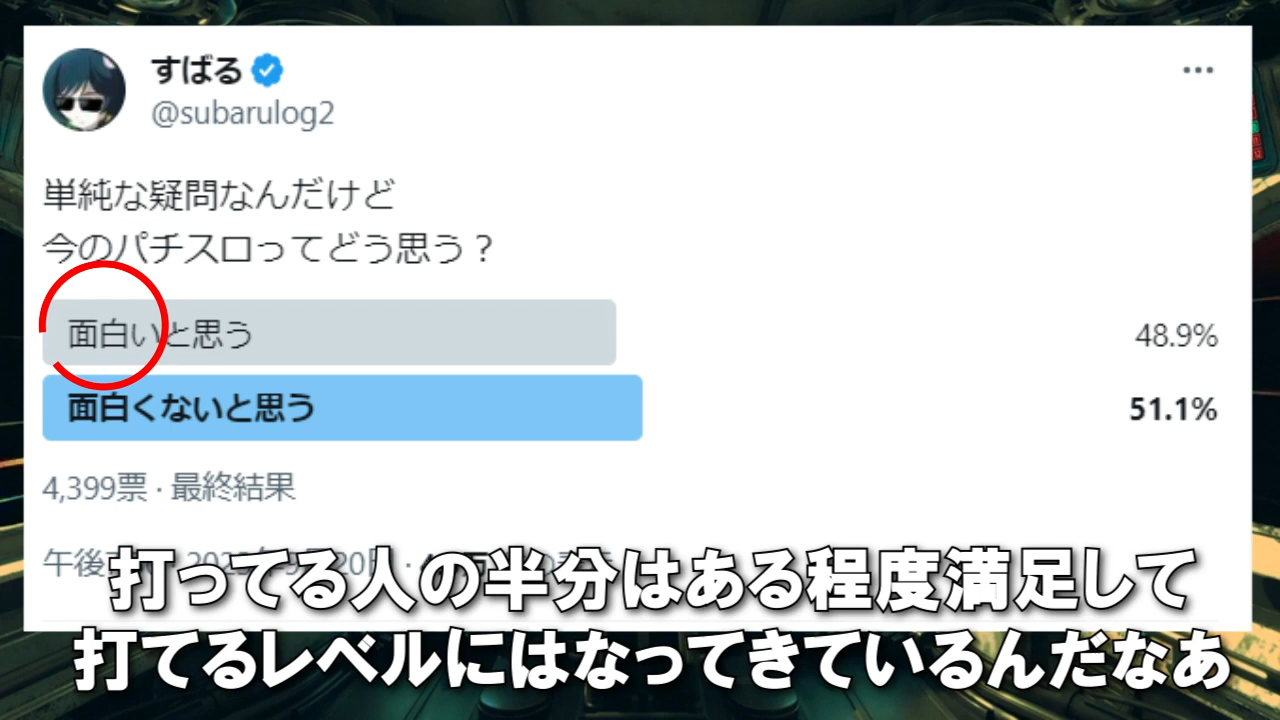 すばる
@subarulog2
単純な疑問なんだけど
今のパチスロってどう思う？
面白いと思う 48.9%
面白くないと思う 51.1%
4,399票 · 最終結果
午後
打ってる人の半分はある程度満足して
打てるレベルにはなってきているんだなあ